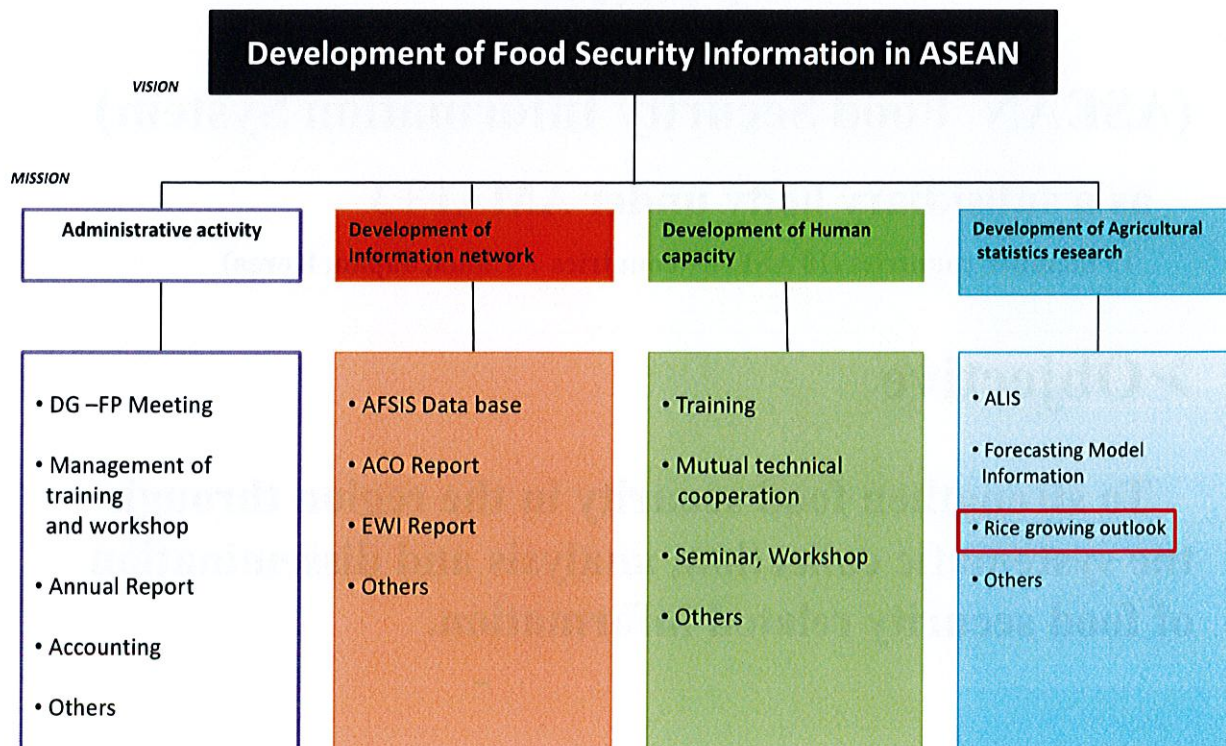 Development of Food Security Information in ASEAN
VISION
MISSION
Administrative activity
Development of
Information network
Development of Human
capacity
Development of Agricultural
statistics research
• DG –FP Meeting
• Management of
training
and workshop
• Annual Report
• Accounting
• Others
• AFSIS Data base
• ACO Report
• EWI Report
• Others
• Training
• Mutual technical
cooperation
• Seminar, Workshop
• Others
• ALIS
• Forecasting Model
Information
• Rice growing outlook
• Others